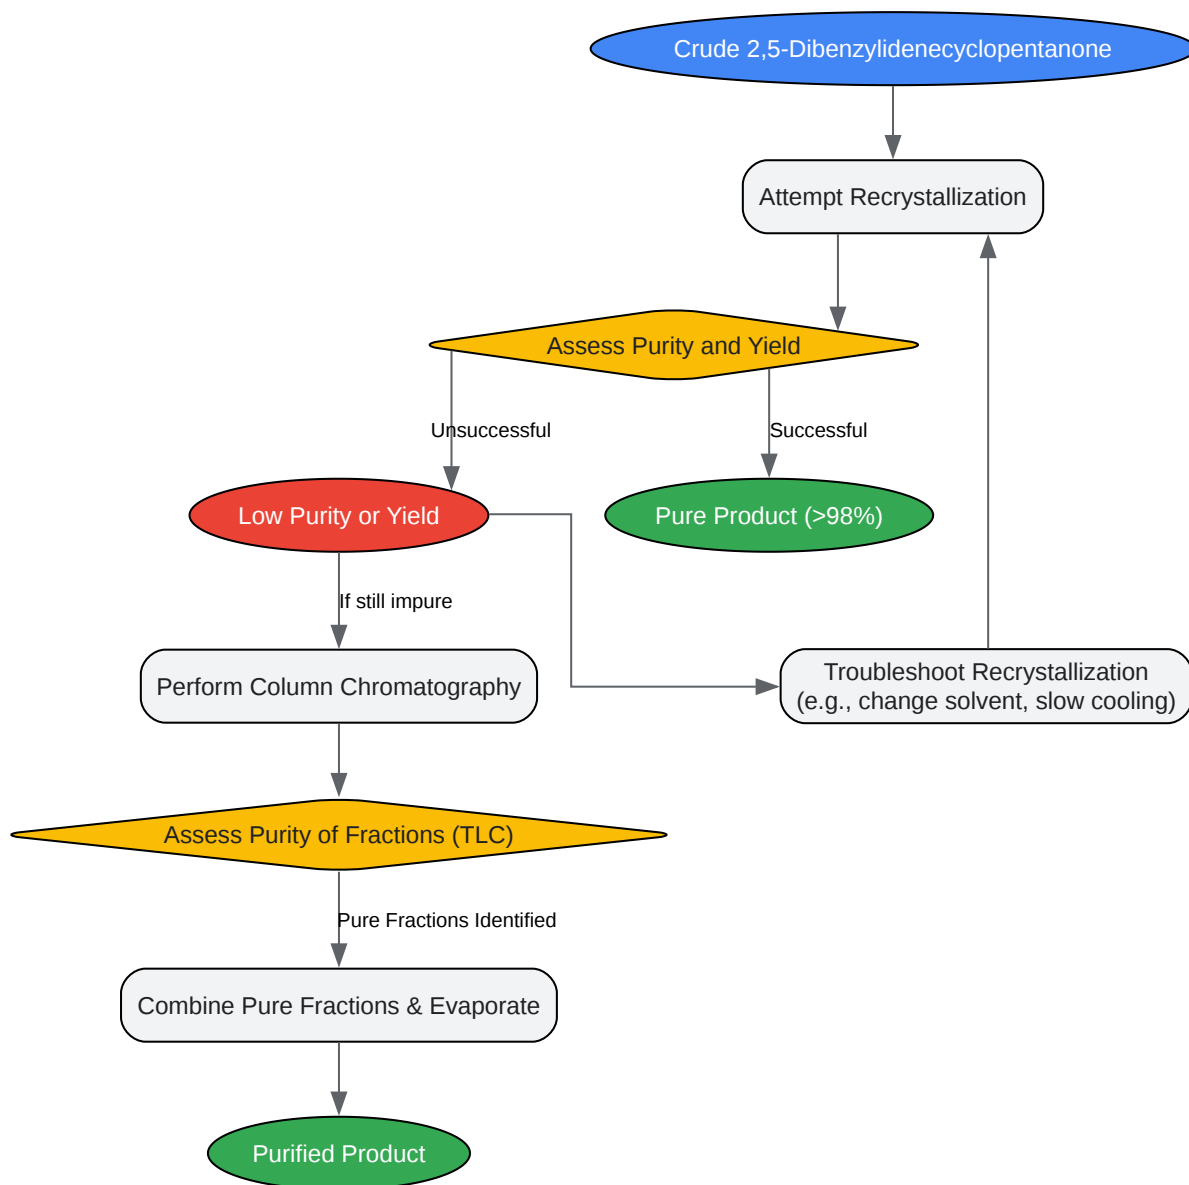 Crude 2,5-Dibenzylidenecyclopentanone
Attempt Recrystallization
Assess Purity and Yield
Unsuccessful
Successful
Low Purity or Yield
Pure Product (>98%)
If still impure
Perform Column Chromatography
Troubleshoot Recrystallization
(e.g., change solvent, slow cooling)
Assess Purity of Fractions (TLC)
Pure Fractions Identified
Combine Pure Fractions & Evaporate
Purified Product